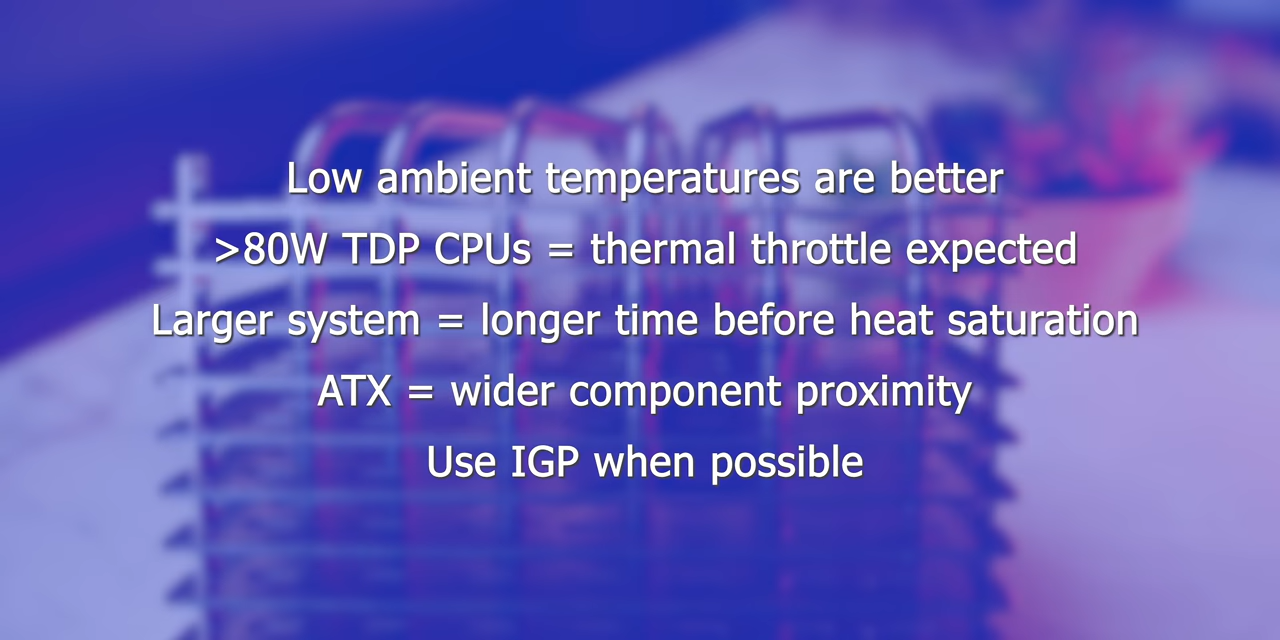 Low ambient temperatures are better
>80W TDP CPUs = thermal throttle expected
Larger system = longer time before heat saturation
ATX = wider component proximity
Use IGP when possible